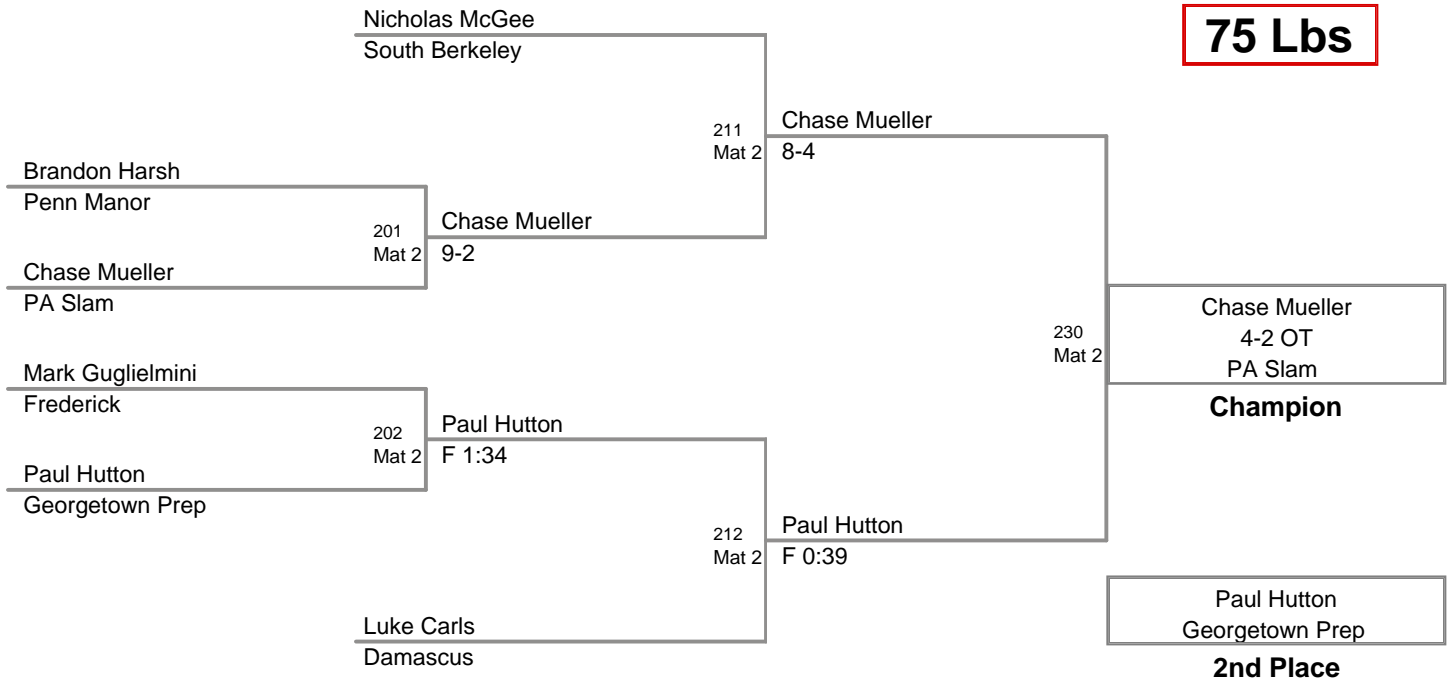 Nicholas McGee
South Berkeley
75 Lbs
211
Mat 2
Chase Mueller
8-4
Brandon Harsh
Penn Manor
201
Mat 2
Chase Mueller
9-2
Chase Mueller
PA Slam
230
Mat 2
Chase Mueller
4-2 OT
PA Slam
Champion
Mark Guglielmini
Frederick
202
Mat 2
Paul Hutton
F 1:34
Paul Hutton
Georgetown Prep
212
Mat 2
Paul Hutton
F 0:39
Luke Carls
Damascus
Paul Hutton
Georgetown Prep
2nd Place